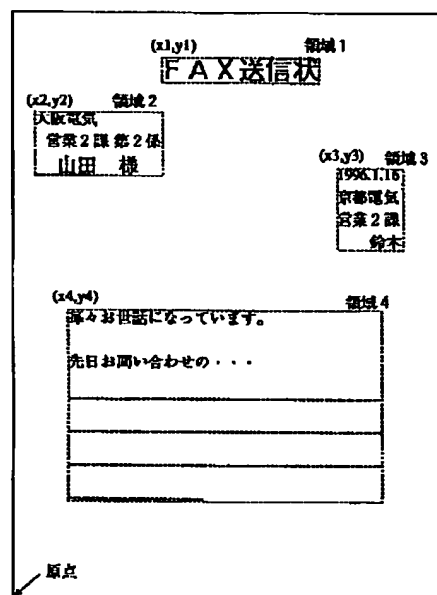 (x1,y1) 領域1
FAX送信状
(x2,y2) 領域2
大阪電気
営業2課 第2係
山田 様
(x3,y3) 領域3
1996.1.16
京都電気
営業2課
鈴木
(x4,y4) 領域4
毎々お世話になっています。
先日お問い合わせの・・・
原点